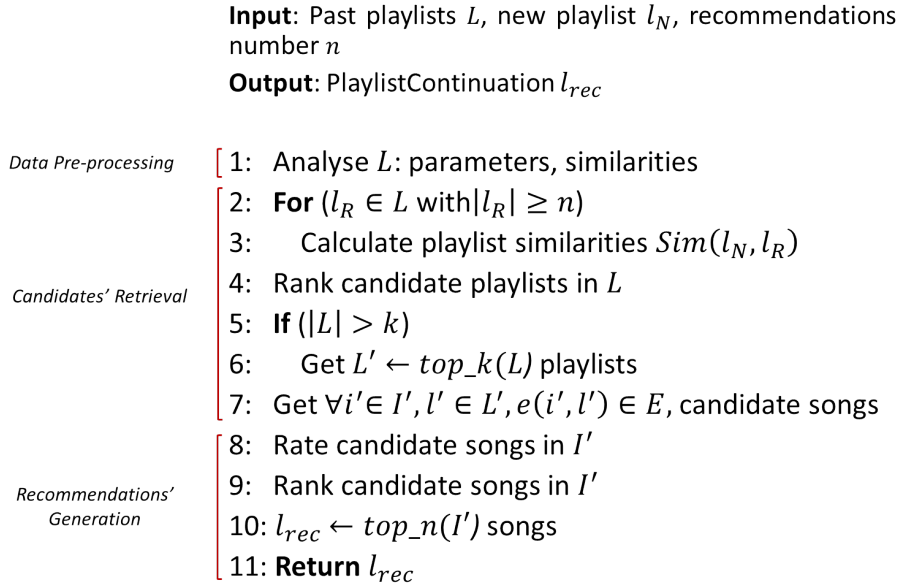 Input: Past playlists L, new playlist l_N, recommendations
number n
Output: PlaylistContinuation l_rec
Data Pre-processing
1: Analyse L: parameters, similarities
Candidates' Retrieval
2: For (l_R ∈ L with|l_R| ≥ n)
3: Calculate playlist similarities Sim(l_N, l_R)
4: Rank candidate playlists in L
5: If (|L| > k)
6: Get L′ ← top_k(L) playlists
7: Get ∀i′∈ I′, l′ ∈ L′, e(i′, l′) ∈ E, candidate songs
Recommendations'
Generation
8: Rate candidate songs in I′
9: Rank candidate songs in I′
10: l_rec ← top_n(I′) songs
11: Return l_rec